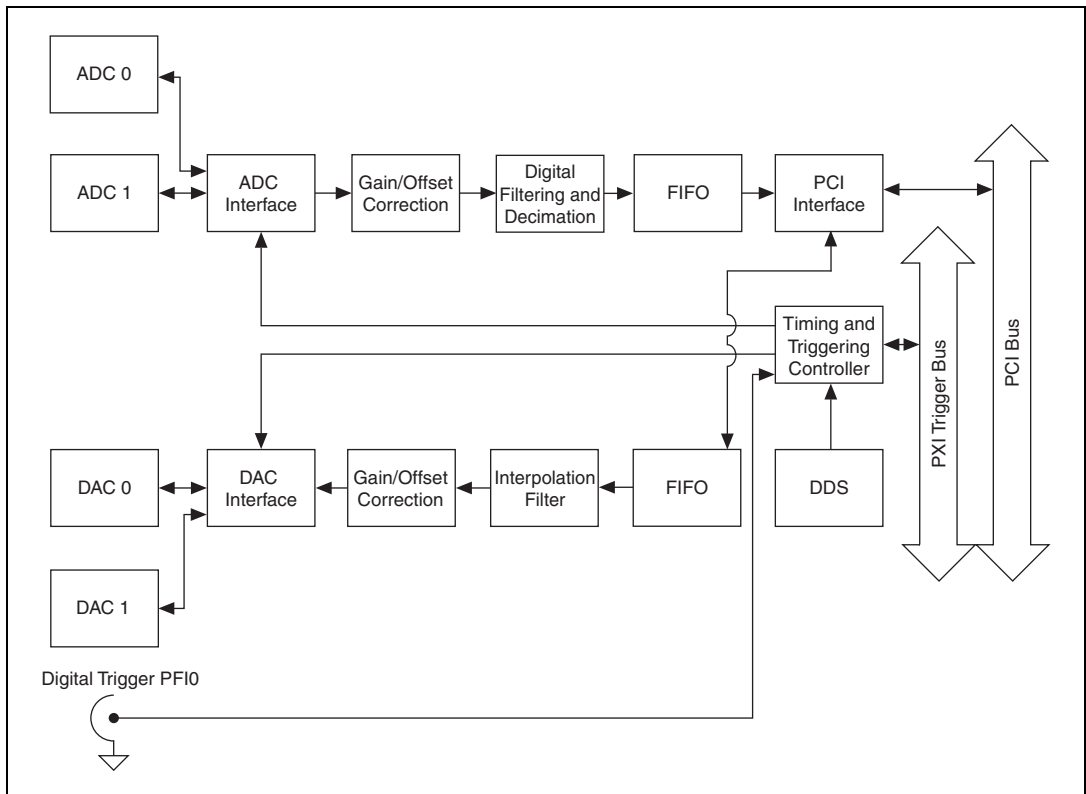 ADC 0
ADC 1
ADC
Interface
Gain/Offset
Correction
Digital
Filtering and
Decimation
FIFO
PCI
Interface
Timing and
Triggering
Controller
PXI Trigger Bus
PCI Bus
DAC 0
DAC
Interface
Gain/Offset
Correction
Interpolation
Filter
FIFO
DDS
DAC 1
Digital Trigger PFI0